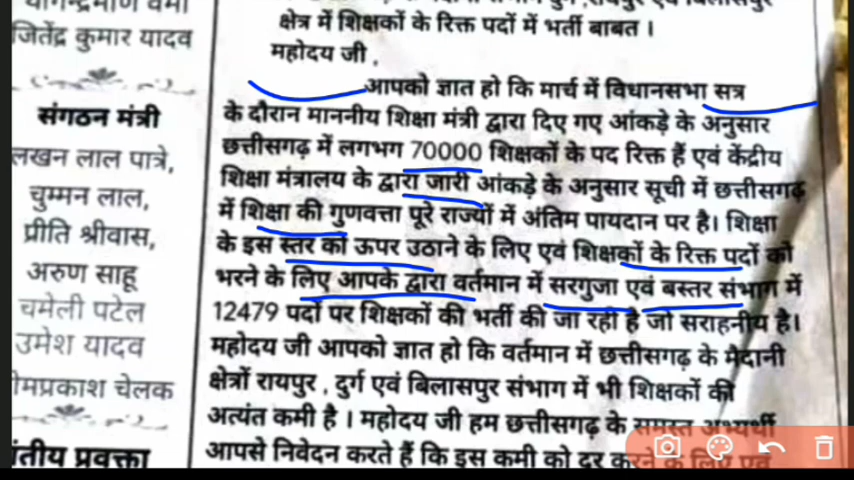 जितेंद्र कुमार यादव
संगठन मंत्री
लखन लाल पात्रे,
चुम्मन लाल,
प्रीति श्रीवास,
अरुण साहू
चमेली पटेल
उमेश यादव
ओमप्रकाश चेलक
क्षेत्र में शिक्षकों के रिक्त पदों में भर्ती बाबत ।
महोदय जी ,
आपको ज्ञात हो कि मार्च में विधानसभा सत्र
के दौरान माननीय शिक्षा मंत्री द्वारा दिए गए आंकड़े के अनुसार
छत्तीसगढ़ में लगभग 70000 शिक्षकों के पद रिक्त हैं एवं केंद्रीय
शिक्षा मंत्रालय के द्वारा जारी आंकड़े के अनुसार सूची में छत्तीसगढ़
में शिक्षा की गुणवत्ता पूरे राज्यों में अंतिम पायदान पर है। शिक्षा
के इस स्तर को ऊपर उठाने के लिए एवं शिक्षकों के रिक्त पदों को
भरने के लिए आपके द्वारा वर्तमान में सरगुजा एवं बस्तर संभाग में
12479 पदों पर शिक्षकों की भर्ती की जा रही है जो सराहनीय है।
महोदय जी आपको ज्ञात हो कि वर्तमान में छत्तीसगढ़ के मैदानी
क्षेत्रों रायपुर , दुर्ग एवं बिलासपुर संभाग में भी शिक्षकों की
अत्यंत कमी है । महोदय जी हम छत्तीसगढ़ के समस्त अभ्यर्थी
आपसे निवेदन करते हैं कि इस कमी को दूर करने के लिए एवं